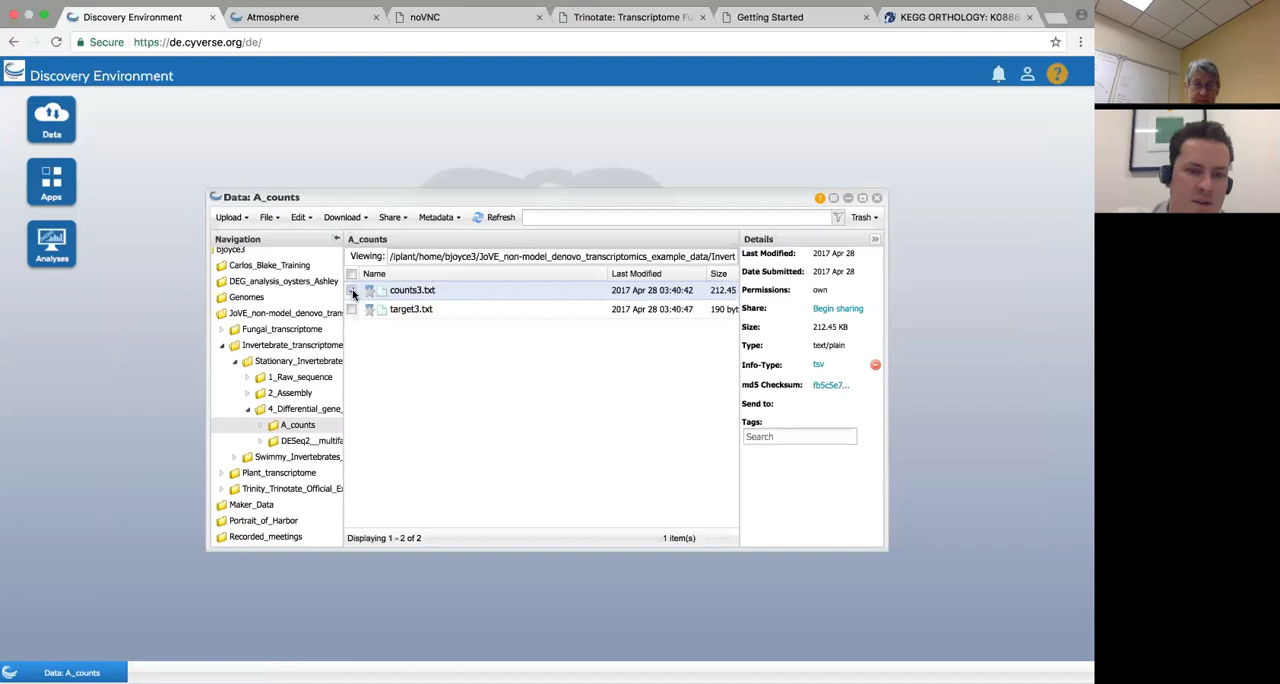 Discovery Environment
Atmosphere
noVNC
Trinotate: Transcriptome Fu
Getting Started
KEGG ORTHOLOGY: K0888
Secure
https://de.cyverse.org/de/
Discovery Environment
Data
Apps
Analyses
Data: A_counts
Upload File Edit Download Share Metadata Refresh Trash
Navigation
bjoyce3
Carlos_Blake_Training
DEG_analysis_oysters_Ashley
Genomes
JoVE_non-model_denovo_tran
Fungal_transcriptome
Invertebrate_transcriptome
Stationary_Invertebrate
1_Raw_sequence
2_Assembly
4_Differential_gene_
A_counts
DESeq2__multifa
Swimmy_Invertebrates_
Plant_transcriptome
Trinity_Trinotate_Official_E
Maker_Data
Portrait_of_Harbor
Recorded_meetings
A_counts
Viewing: /iplant/home/bjoyce3/JoVE_non-model_denovo_transcriptomics_example_data/Invert
Name Last Modified Size
counts3.txt 2017 Apr 28 03:40:42 212.45
target3.txt 2017 Apr 28 03:40:47 190 byt
Displaying 1 - 2 of 2 1 item(s)
Details
Last Modified: 2017 Apr 28
Date Submitted: 2017 Apr 28
Permissions: own
Share: Begin sharing
Size: 212.45 KB
Type: text/plain
Info-Type: tsv
md5 Checksum: fb5c5e7...
Send to:
Tags:
Search
Data: A_counts